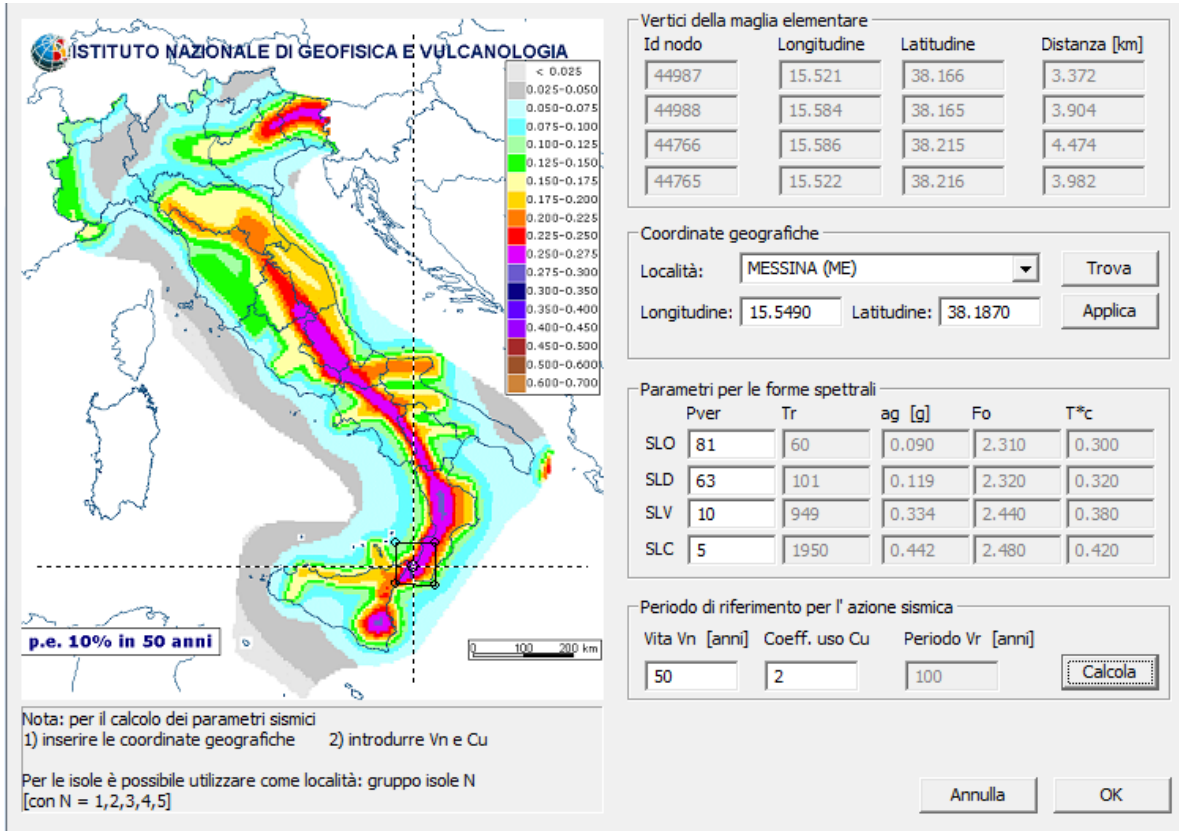 ISTITUTO NAZIONALE DI GEOFISICA E VULCANOLOGIA
< 0.025
0.025-0.050
0.050-0.075
0.075-0.100
0.100-0.125
0.125-0.150
0.150-0.175
0.175-0.200
0.200-0.225
0.225-0.250
0.250-0.275
0.275-0.300
0.300-0.350
0.350-0.400
0.400-0.450
0.450-0.500
0.500-0.600
0.600-0.700
p.e. 10% in 50 anni
0 100 200 km
Nota: per il calcolo dei parametri sismici
1) inserire le coordinate geografiche 2) introdurre Vn e Cu
Per le isole è possibile utilizzare come località: gruppo isole N
[con N = 1,2,3,4,5]
Vertici della maglia elementare
Id nodo Longitudine Latitudine Distanza [km]
44987 15.521 38.166 3.372
44988 15.584 38.165 3.904
44766 15.586 38.215 4.474
44765 15.522 38.216 3.982
Coordinate geografiche
Località: MESSINA (ME) Trova
Longitudine: 15.5490 Latitudine: 38.1870 Applica
Parametri per le forme spettrali
Pver Tr ag [g] Fo T*c
SLO 81 60 0.090 2.310 0.300
SLD 63 101 0.119 2.320 0.320
SLV 10 949 0.334 2.440 0.380
SLC 5 1950 0.442 2.480 0.420
Periodo di riferimento per l' azione sismica
Vita Vn [anni] Coeff. uso Cu Periodo Vr [anni]
50 2 100 Calcola
Annulla OK